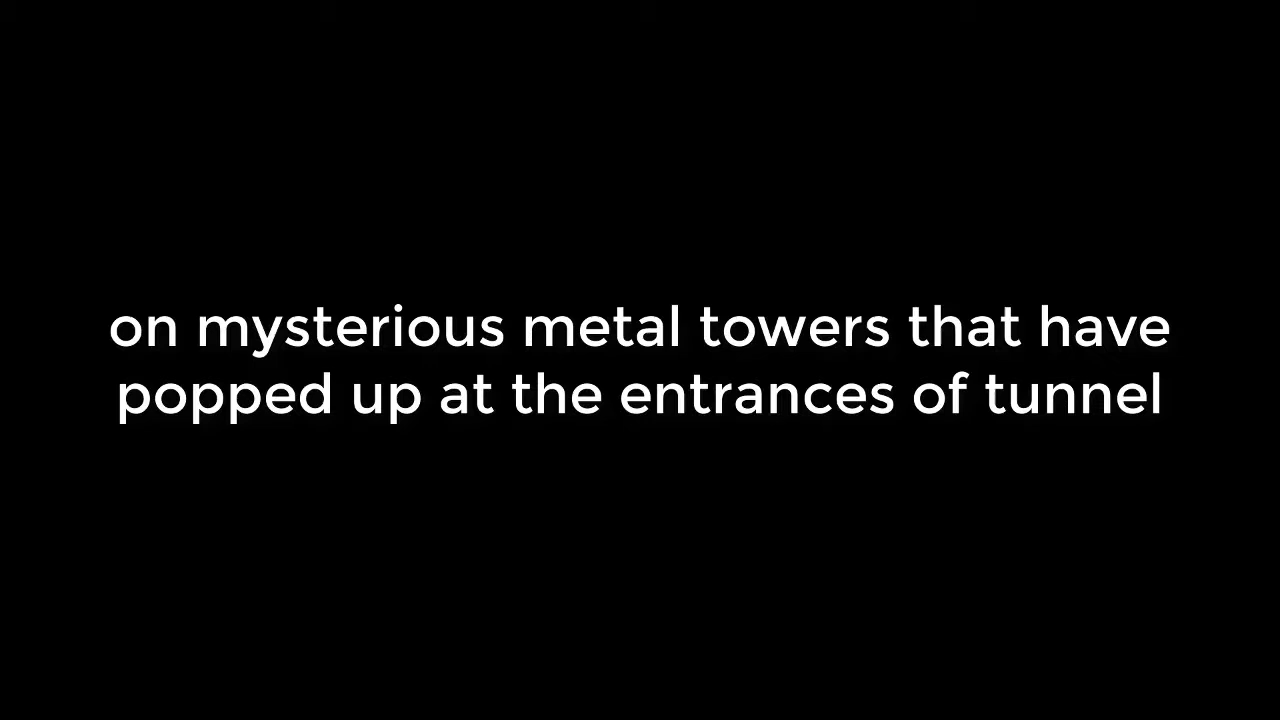 on mysterious metal towers that have
popped up at the entrances of tunnel